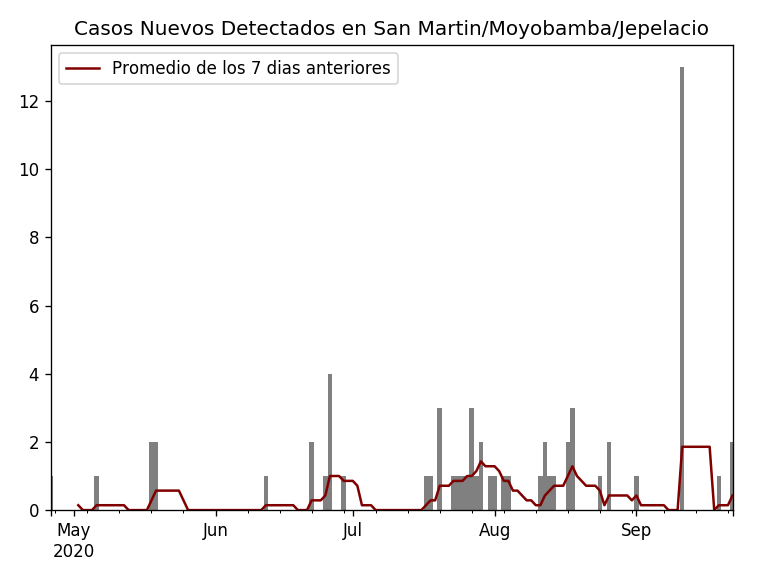 Casos Nuevos Detectados en San Martin/Moyobamba/Jepelacio
Promedio de los 7 dias anteriores
12
10
8
6
4
2
0
May Jun Jul Aug Sep
2020